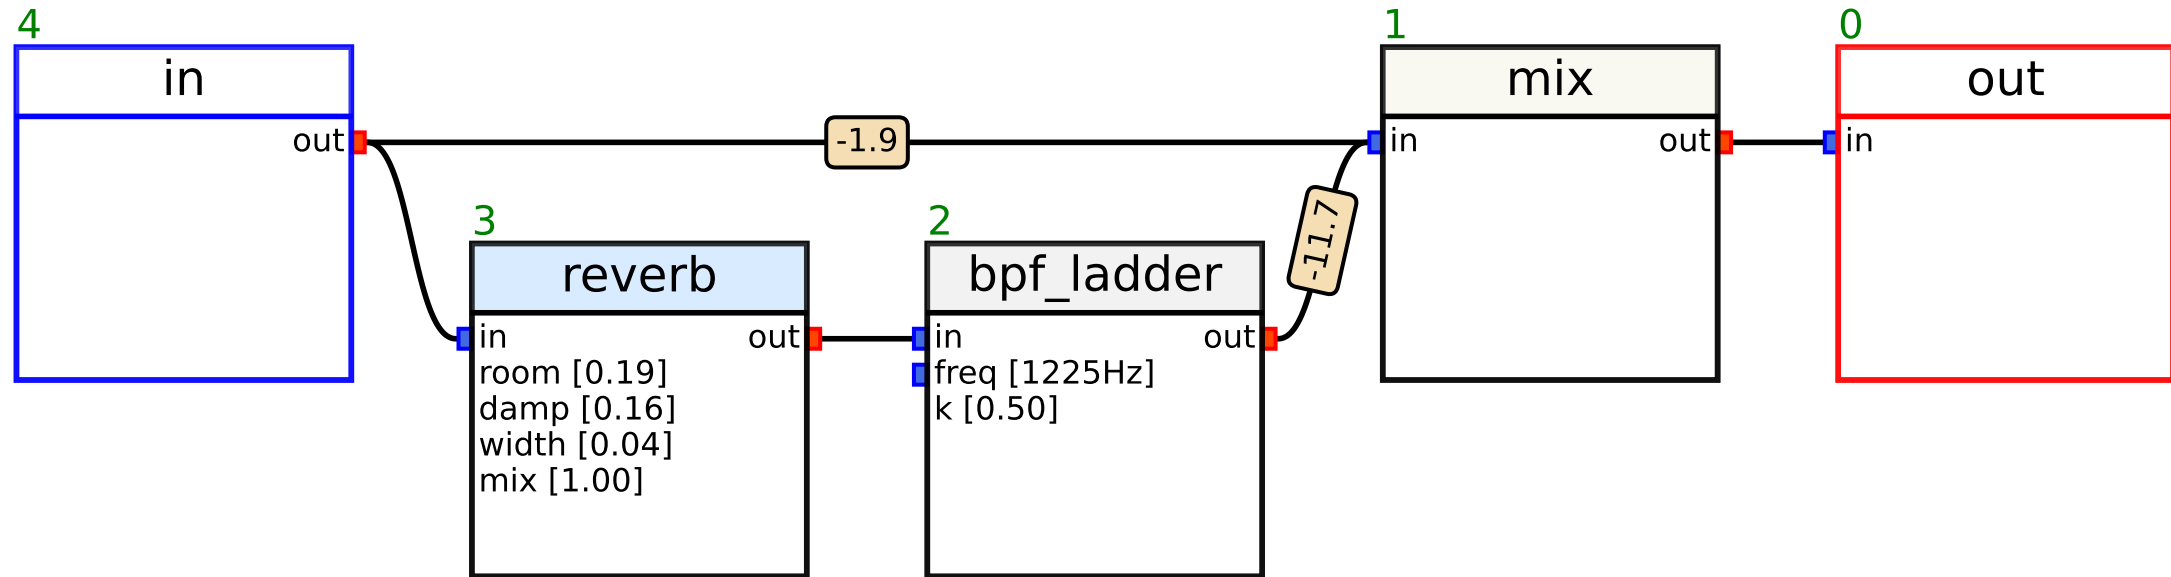 4
in
out
-1.9
3
reverb
in
out
room [0.19]
damp [0.16]
width [0.04]
mix [1.00]
2
bpf_ladder
in
out
freq [1225Hz]
k [0.50]
-11.7
1
mix
in
out
0
out
in